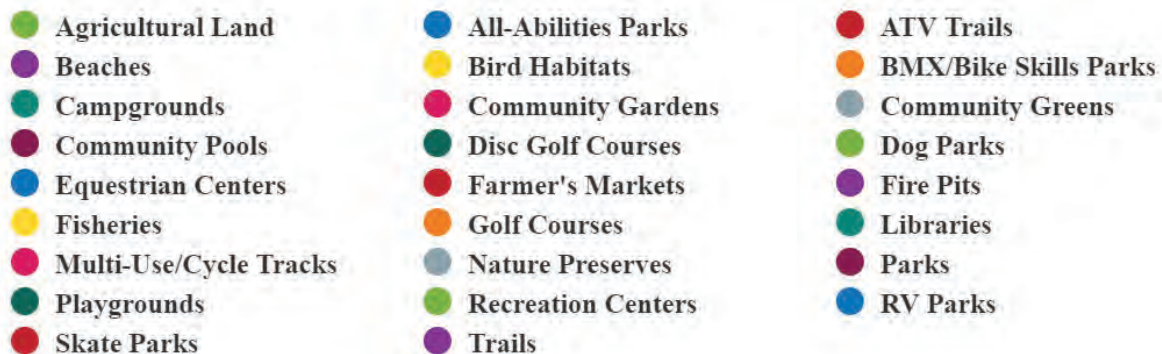 Agricultural Land
All-Abilities Parks
ATV Trails
Beaches
Bird Habitats
BMX/Bike Skills Parks
Campgrounds
Community Gardens
Community Greens
Community Pools
Disc Golf Courses
Dog Parks
Equestrian Centers
Farmer's Markets
Fire Pits
Fisheries
Golf Courses
Libraries
Multi-Use/Cycle Tracks
Nature Preserves
Parks
Playgrounds
Recreation Centers
RV Parks
Skate Parks
Trails